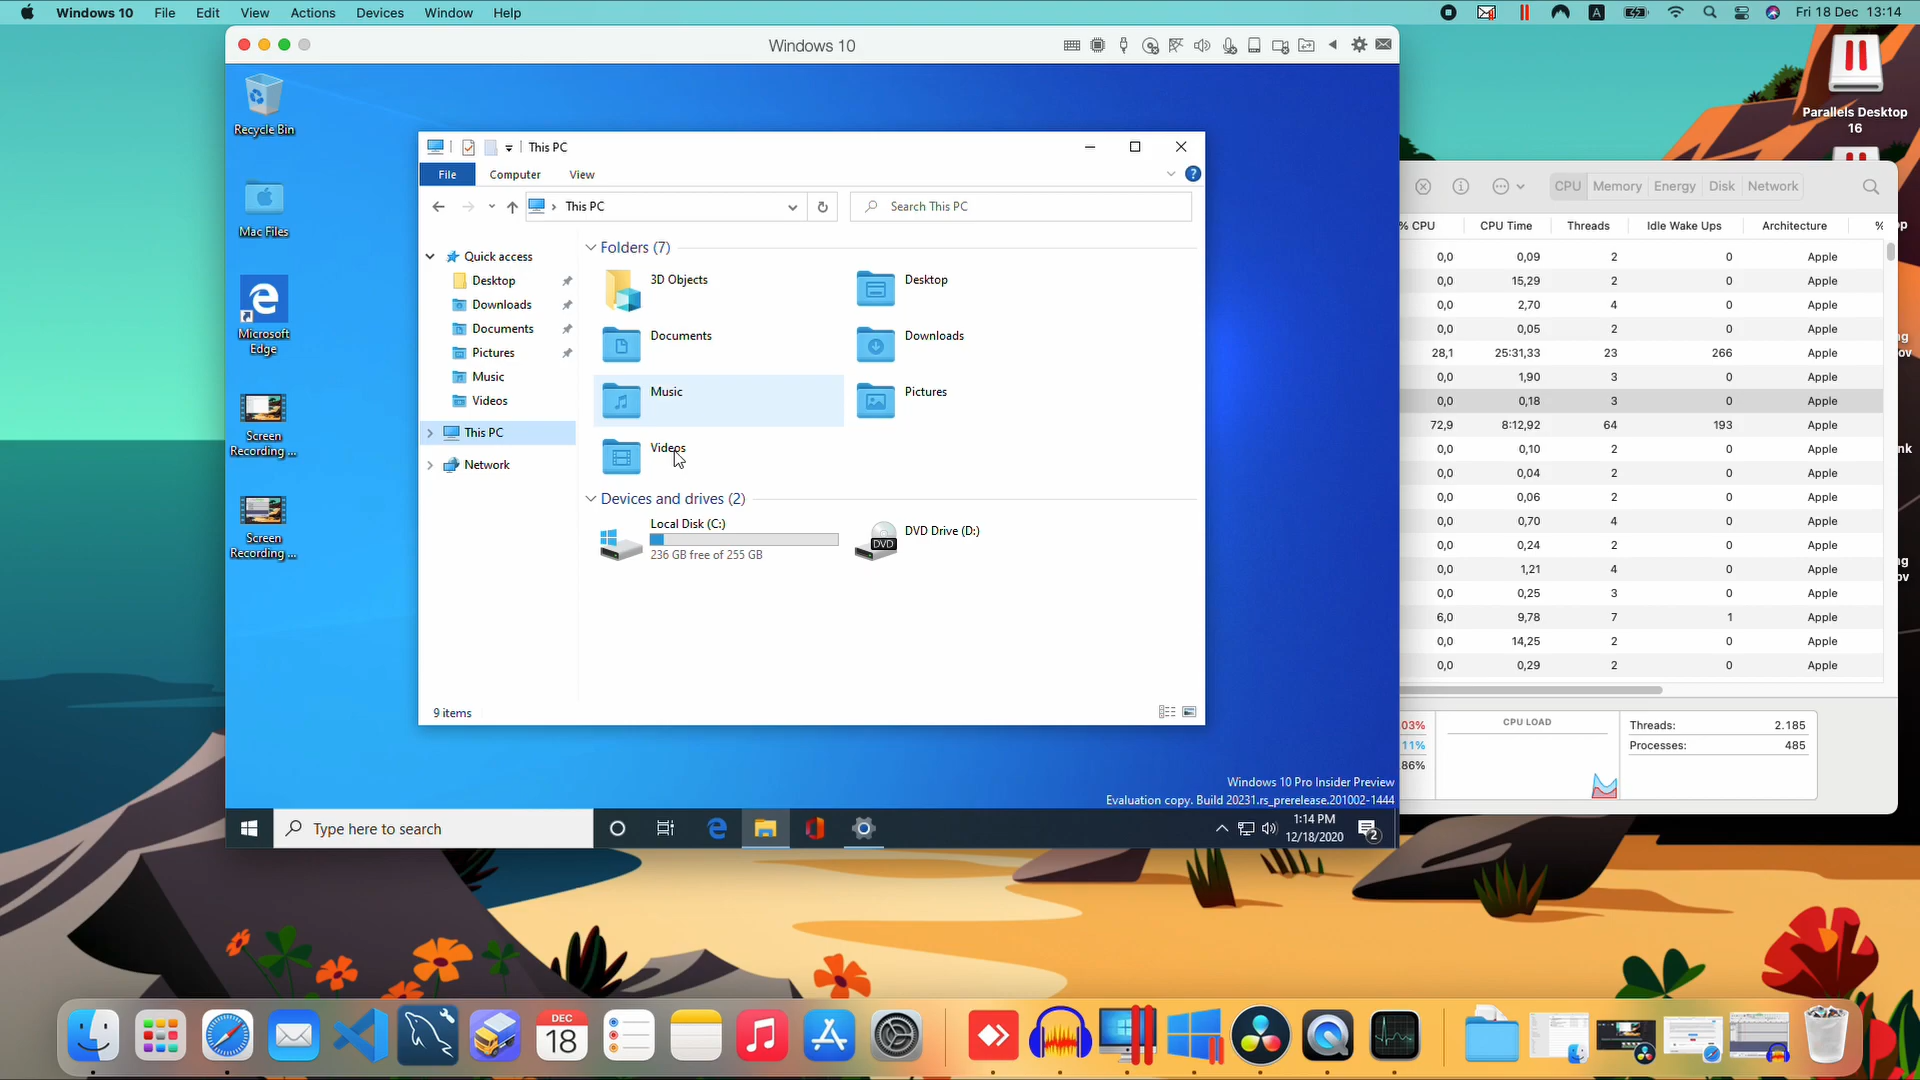 Windows 10 File Edit View Actions Devices Window Help
A Fri 18 Dec 13:14
Windows 10
Recycle Bin
Mac Files
Microsoft
Edge
Screen
Recording ...
Screen
Recording ...
This PC
File Computer View
This PC
Search This PC
Quick access
Desktop
Downloads
Documents
Pictures
Music
Videos
This PC
Network
Folders (7)
3D Objects
Desktop
Documents
Downloads
Music
Pictures
Videos
Devices and drives (2)
Local Disk (C:)
236 GB free of 255 GB
DVD
DVD Drive (D:)
9 items
Windows 10 Pro Insider Preview
Evaluation copy. Build 20231.rs_prerelease.201002-1444
Type here to search
1:14 PM
12/18/2020
2
Parallels Desktop
16
CPU Memory Energy Disk Network
% CPU CPU Time Threads Idle Wake Ups Architecture %
0,0 0,09 2 0 Apple
0,0 15,29 2 0 Apple
0,0 2,70 4 0 Apple
0,0 0,05 2 0 Apple
28,1 25:31,33 23 266 Apple
0,0 1,90 3 0 Apple
0,0 0,18 3 0 Apple
72,9 8:12,92 64 193 Apple
0,0 0,10 2 0 Apple
0,0 0,04 2 0 Apple
0,0 0,06 2 0 Apple
0,0 0,70 4 0 Apple
0,0 0,24 2 0 Apple
0,0 1,21 4 0 Apple
0,0 0,25 3 0 Apple
6,0 9,78 7 1 Apple
0,0 14,25 2 0 Apple
0,0 0,29 2 0 Apple
03%
11%
86%
CPU LOAD
Threads: 2.185
Processes: 485
op
ng
ov
nk
ng
ov
DEC
18